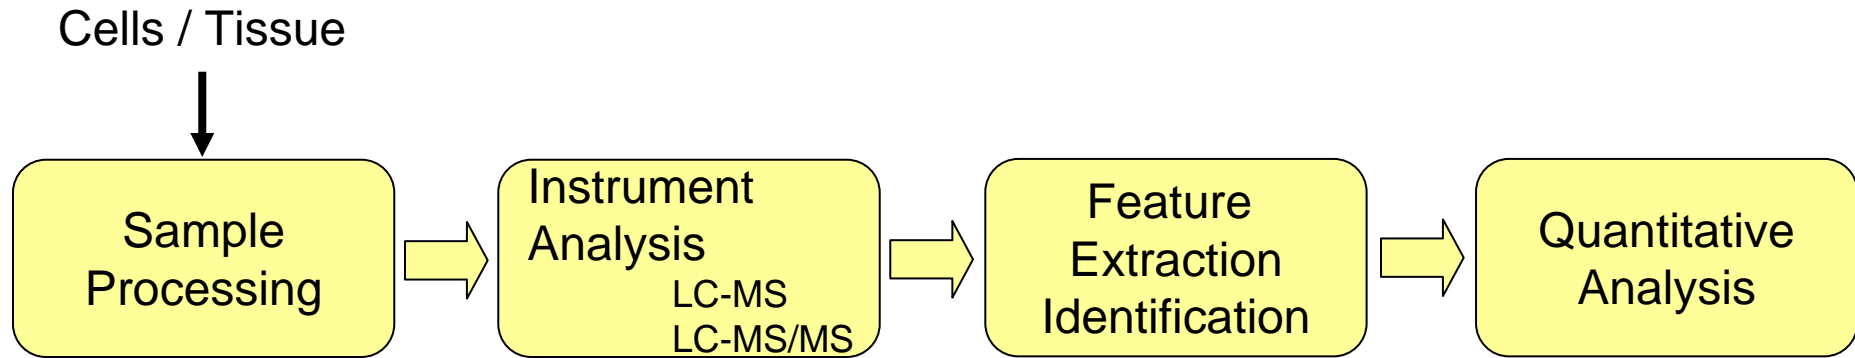 Cells / Tissue
Sample
Processing
Instrument
Analysis
LC-MS
LC-MS/MS
Feature
Extraction
Identification
Quantitative
Analysis